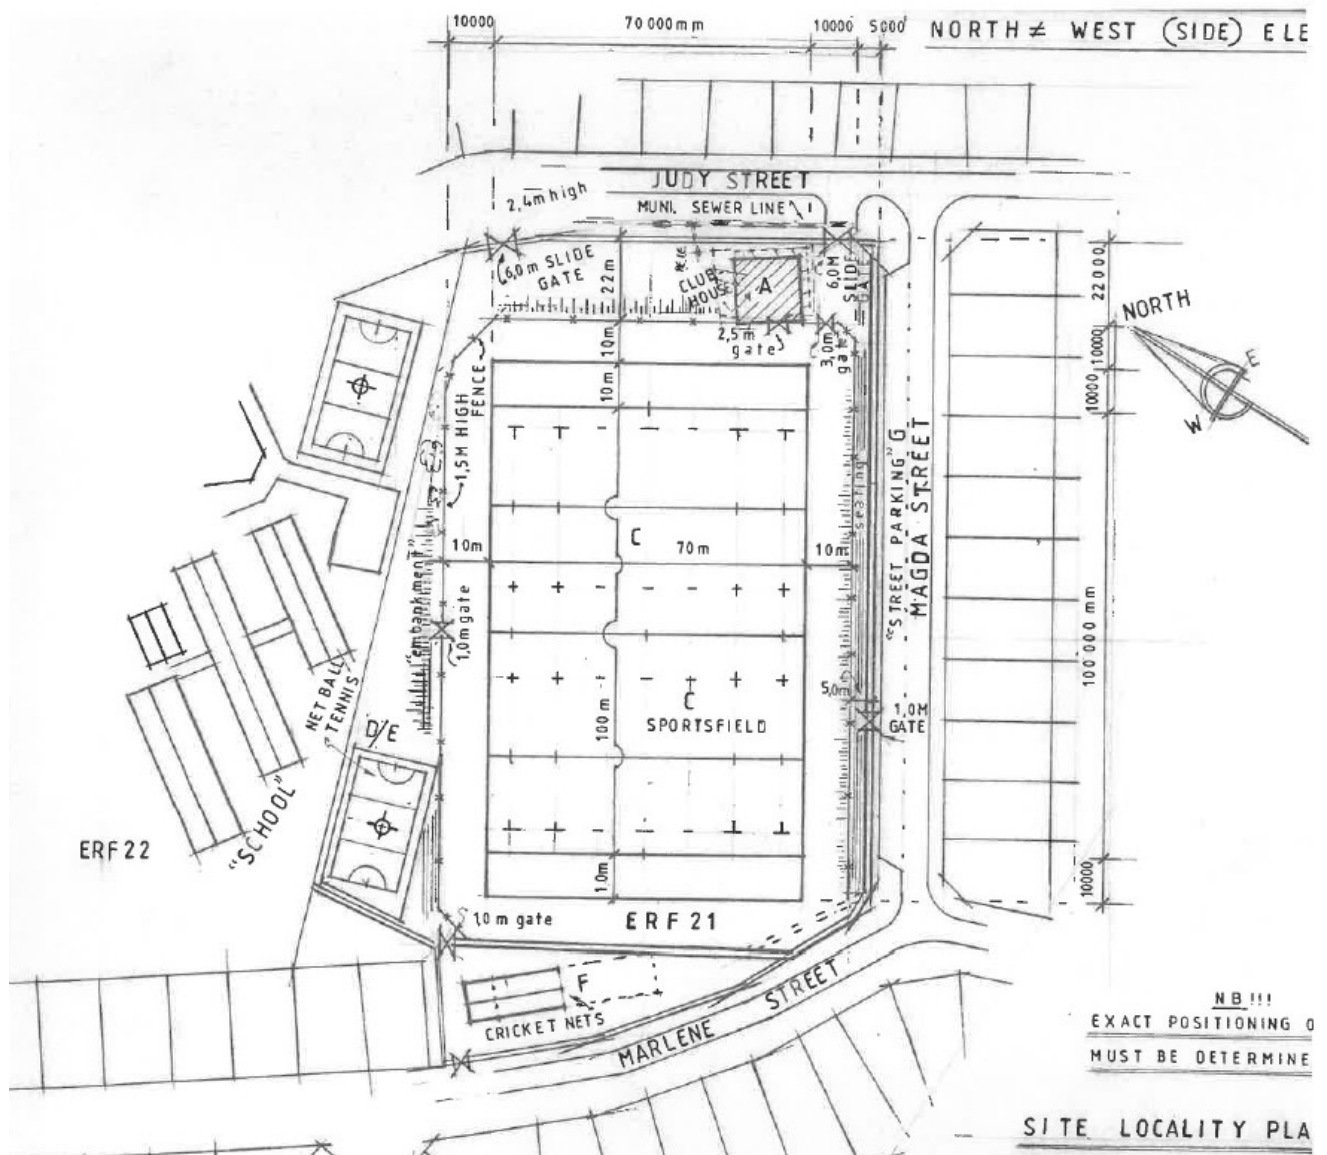 10000
70 000 mm
10000
5000
NORTH ≠ WEST (SIDE) ELE
JUDY STREET
MUNI. SEWER LINE
2,4m high
6,0m SLIDE
GATE
22m
CLUB
HOUSE
A
6,0M
SLIDE
GATE
2,5m
gate
3,0m
gate
10m
10m
1,5M HIGH
FENCE
22000
10000
10000
NORTH
E
W
"STREET PARKING" G
MAGDA STREET
seating
C
10m
70 m
10m
"embankment"
1,0m gate
100 000 mm
5,0m
1,0M
GATE
C
SPORTSFIELD
100m
NETBALL
TENNIS
D/E
"SCHOOL"
ERF 22
1,0m
10000
1,0 m gate
ERF 21
F
CRICKET NETS
MARLENE STREET
NB !!!
EXACT POSITIONING O
MUST BE DETERMINE
SITE LOCALITY PLA